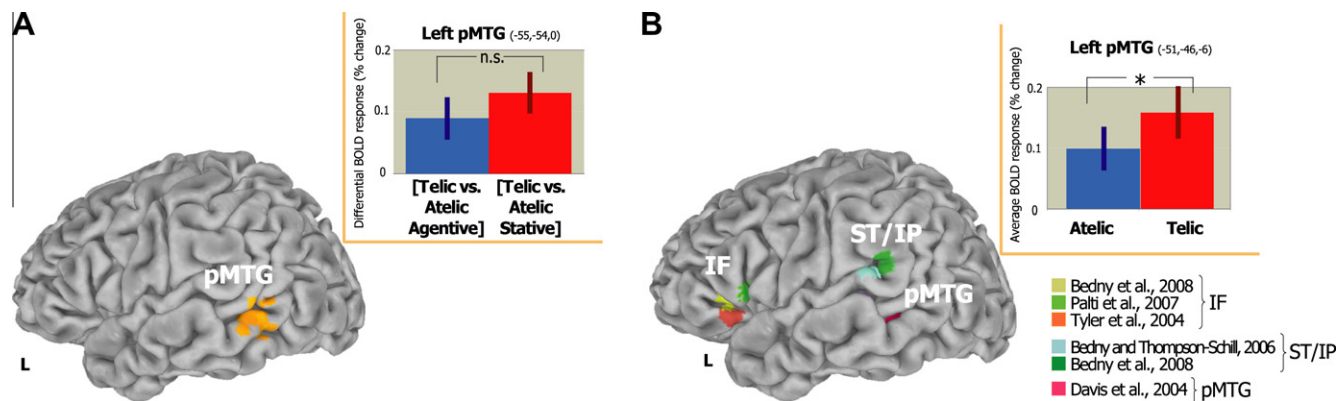 A
Left pMTG (-55,-54,0)
Differential BOLD response (% change)
0.2
0.1
0
n.s.
[Telic vs.
Atelic
Agentive]
[Telic vs.
Atelic
Stative]
pMTG
L
B
Left pMTG (-51,-46,-6)
Average BOLD response (% change)
0.2
0.1
0
*
Atelic
Telic
ST/IP
IF
pMTG
L
Bedny et al., 2008
Palti et al., 2007
Tyler et al., 2004
IF
Bedny and Thompson-Schill, 2006
Bedny et al., 2008
ST/IP
Davis et al., 2004
pMTG